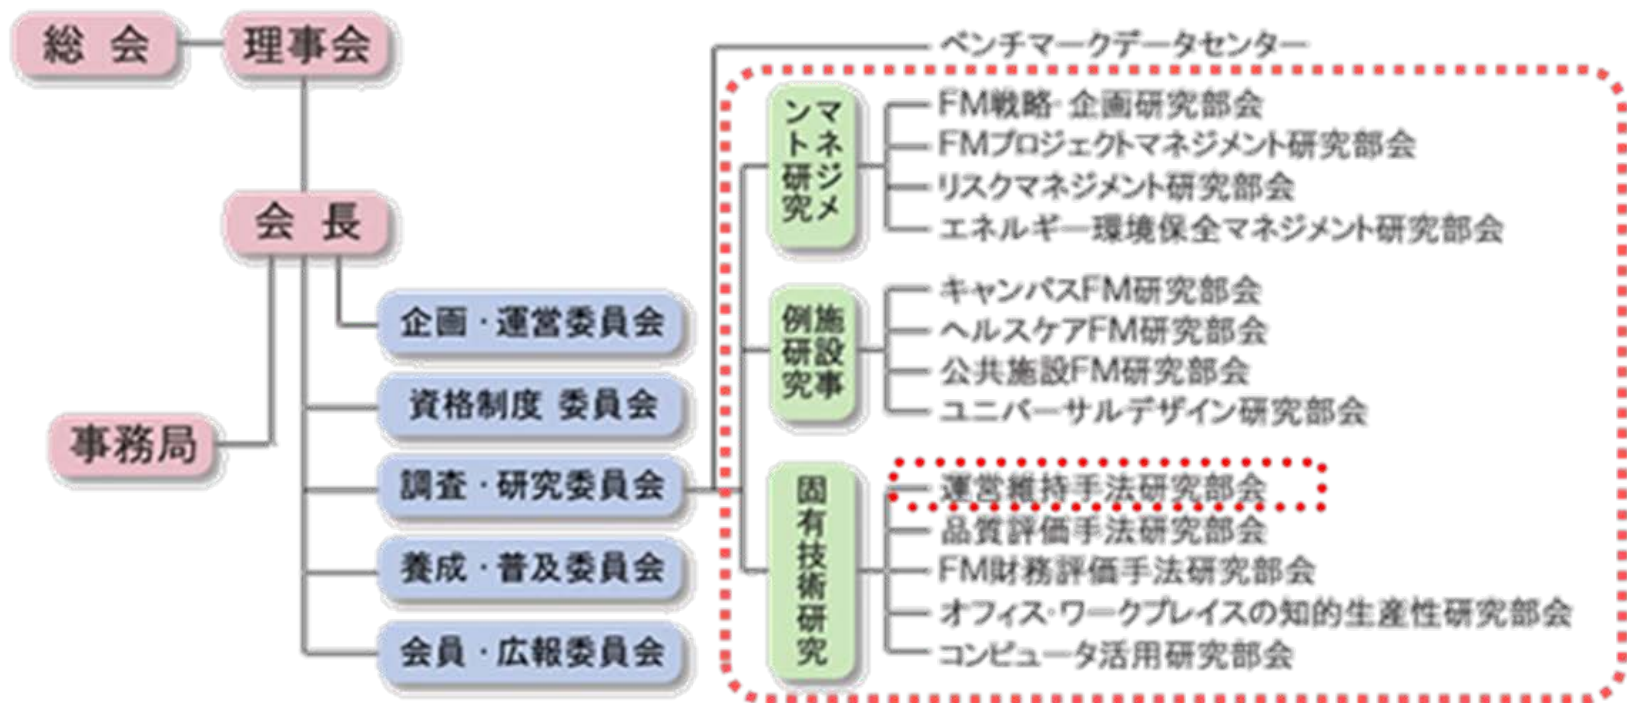 総 会
理事会
会 長
事務局
企画・運営委員会
資格制度 委員会
調査・研究委員会
養成・普及委員会
会員・広報委員会
ベンチマークデータセンター
マネジメ
ント研究
FM戦略・企画研究部会
FMプロジェクトマネジメント研究部会
リスクマネジメント研究部会
エネルギー環境保全マネジメント研究部会
施設事
例研究
キャンパスFM研究部会
ヘルスケアFM研究部会
公共施設FM研究部会
ユニバーサルデザイン研究部会
固有技術研究
運営維持手法研究部会
品質評価手法研究部会
FM財務評価手法研究部会
オフィス・ワークプレイスの知的生産性研究部会
コンピュータ活用研究部会